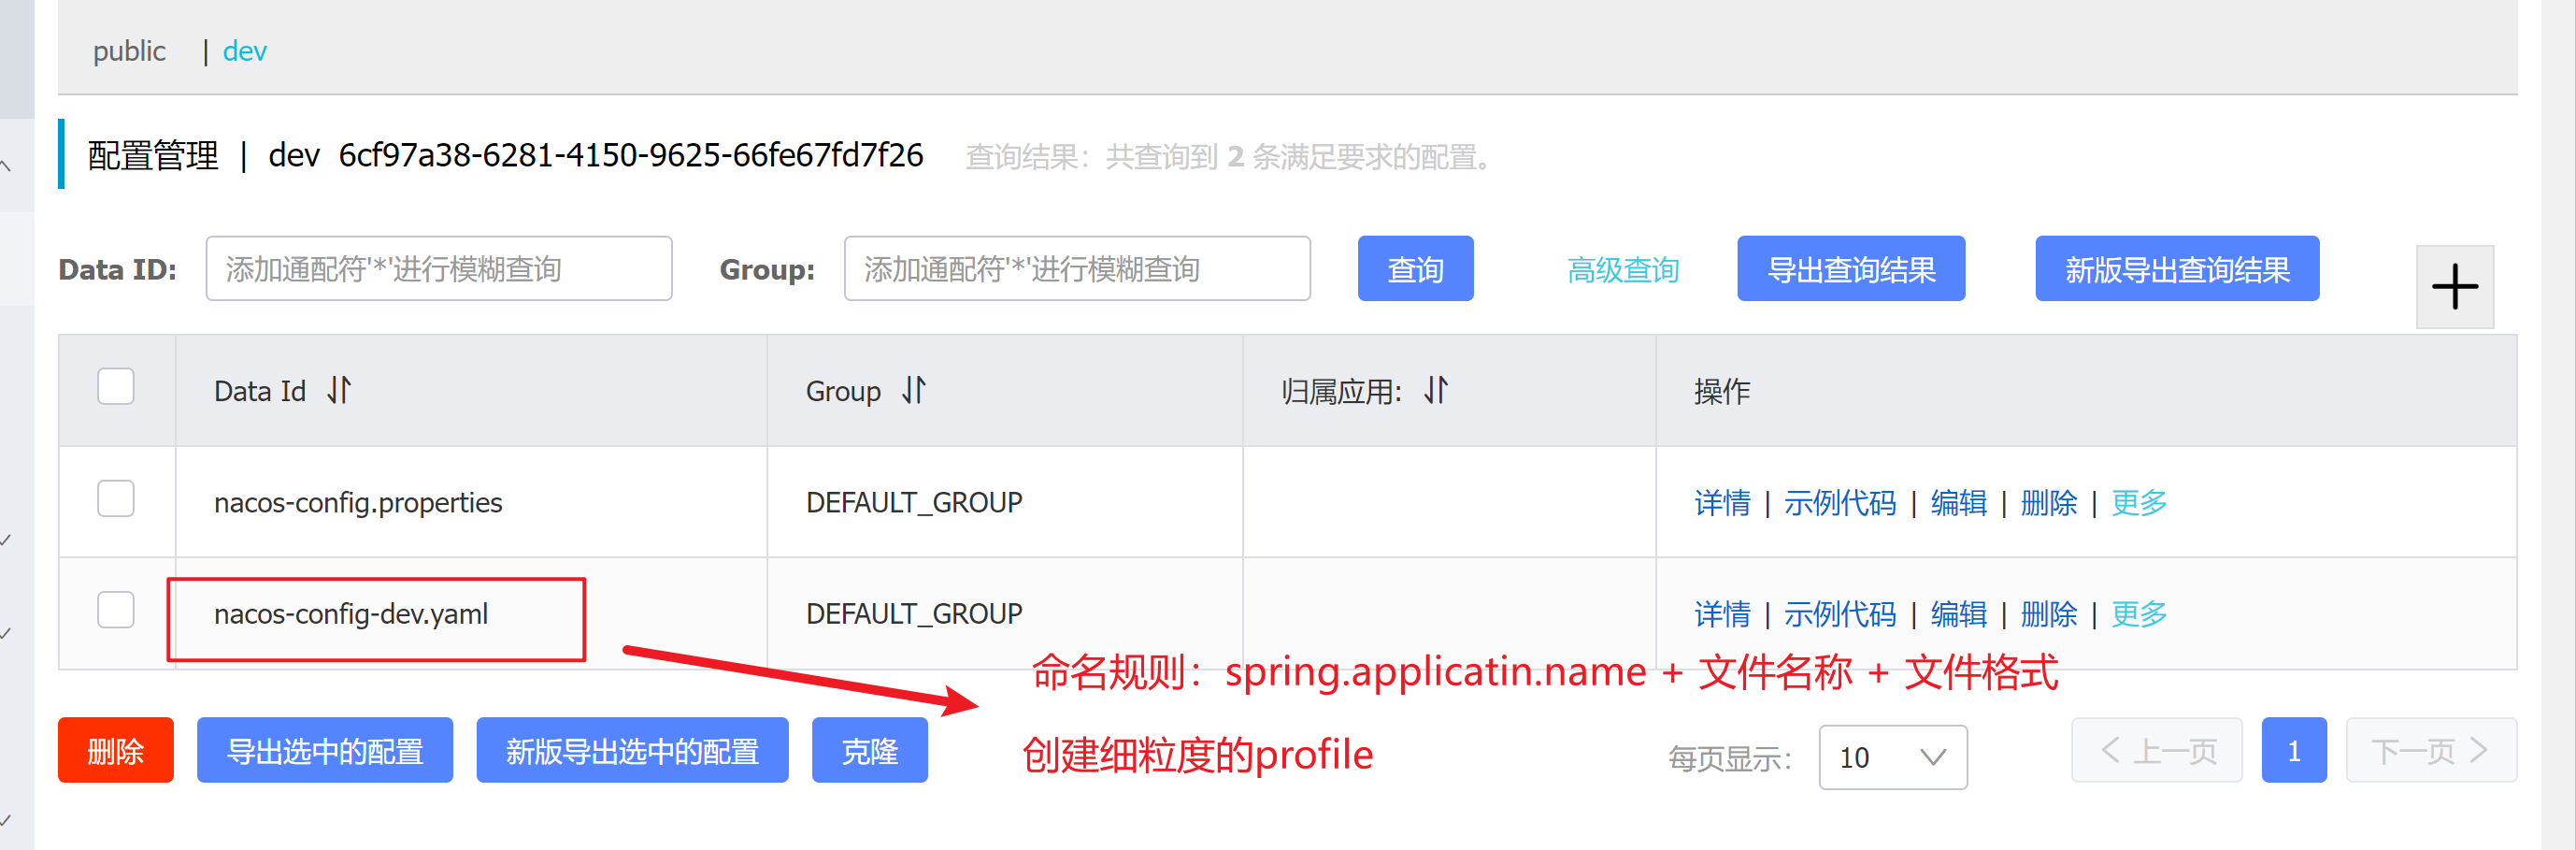 public | dev
配置管理 | dev 6cf97a38-6281-4150-9625-66fe67fd7f26 查询结果：共查询到 2 条满足要求的配置。
Data ID: 添加通配符'*'进行模糊查询 Group: 添加通配符'*'进行模糊查询 查询 高级查询 导出查询结果 新版导出查询结果
Data Id Group 归属应用: 操作
nacos-config.properties DEFAULT_GROUP 详情 | 示例代码 | 编辑 | 删除 | 更多
nacos-config-dev.yaml DEFAULT_GROUP 详情 | 示例代码 | 编辑 | 删除 | 更多
命名规则：spring.applicatin.name + 文件名称 + 文件格式
创建细粒度的profile
删除 导出选中的配置 新版导出选中的配置 克隆 每页显示： 10 上一页 1 下一页